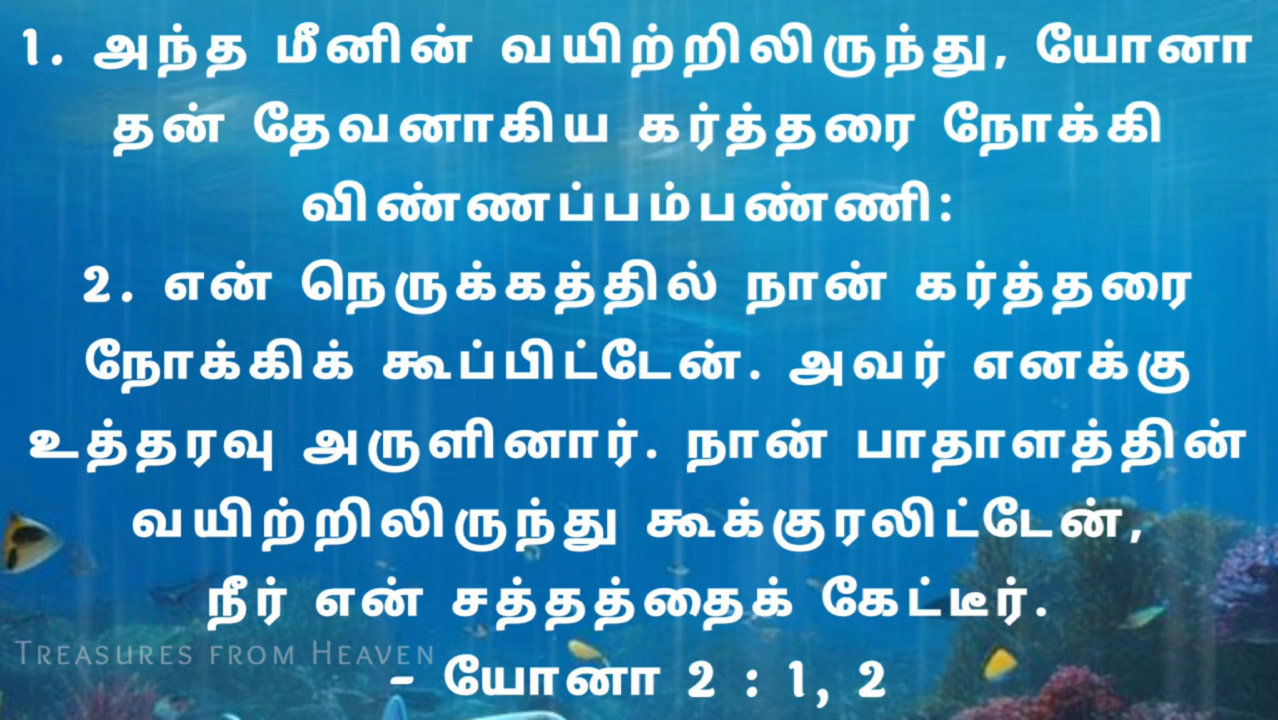 1. அந்த மீனின் வயிற்றிலிருந்து, யோனா
தன் தேவனாகிய கர்த்தரை நோக்கி
விண்ணப்பம்பண்ணி:
2. என் நெருக்கத்தில் நான் கர்த்தரை
நோக்கிக் கூப்பிட்டேன். அவர் எனக்கு
உத்தரவு அருளினார். நான் பாதாளத்தின்
வயிற்றிலிருந்து கூக்குரலிட்டேன்,
நீர் என் சத்தத்தைக் கேட்டீர்.
TREASURES FROM HEAVEN
- யோனா 2 : 1, 2